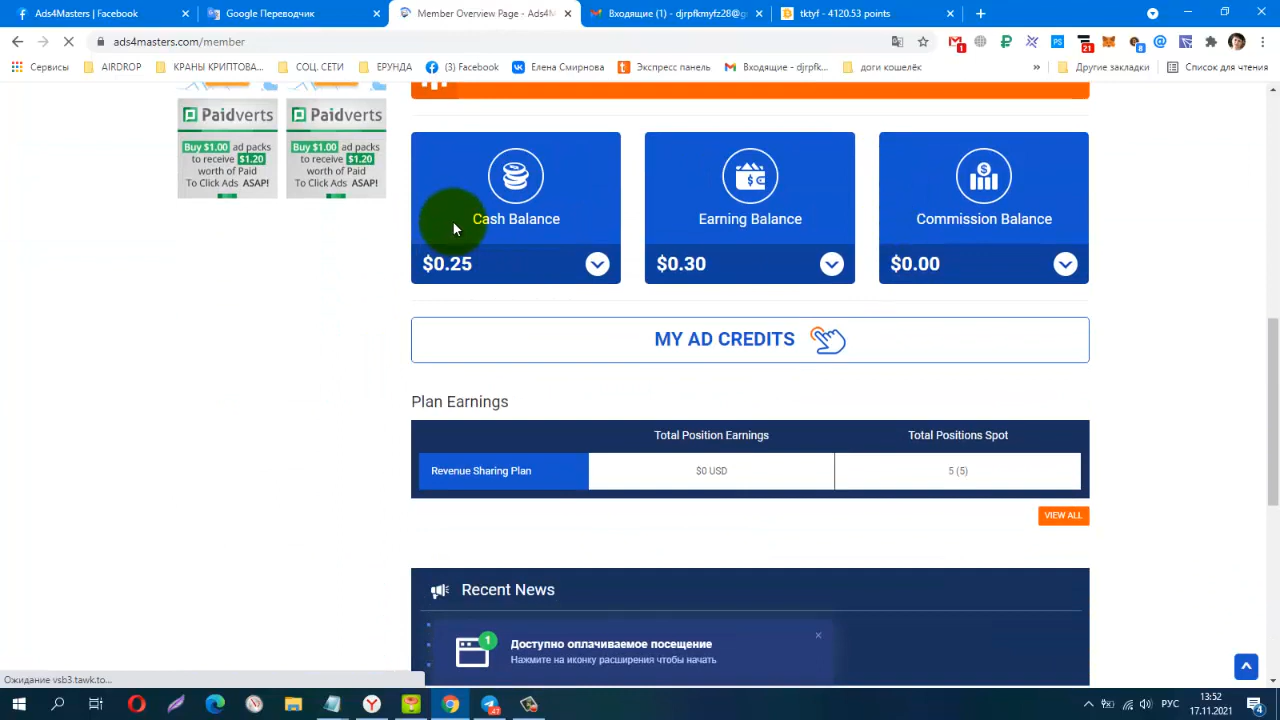 Ads4Masters | Facebook
Google Переводчик
Member Overview Page - Ads4M
Входящие (1) - djrpfkmyfz28@g
tktyf - 4120.53 points
ads4masters.com/member
1
21
8
Сервисы
AIRDROP
КРАНЫ КРИПТОВА...
СОЦ. СЕТИ
ЕРУНДА
(3) Facebook
Елена Смирнова
Экспресс панель
Входящие - djrpfk...
доги кошелёк
»
Другие закладки
Список для чтения
Paidverts
Buy $1.00 ad packs
to receive $1.20
worth of Paid
To Click Ads ASAP!
Paidverts
Buy $1.00 ad packs
to receive $1.20
worth of Paid
To Click Ads ASAP!
Cash Balance
$0.25
Earning Balance
$0.30
Commission Balance
$0.00
MY AD CREDITS
Plan Earnings
Total Position Earnings
Total Positions Spot
Revenue Sharing Plan
$0 USD
5 (5)
VIEW ALL
Recent News
1
Доступно оплачиваемое посещение
Нажмите на иконку расширения чтобы начать
Ожидание vsb3.tawk.to...
РУС
13:52
17.11.2021
4